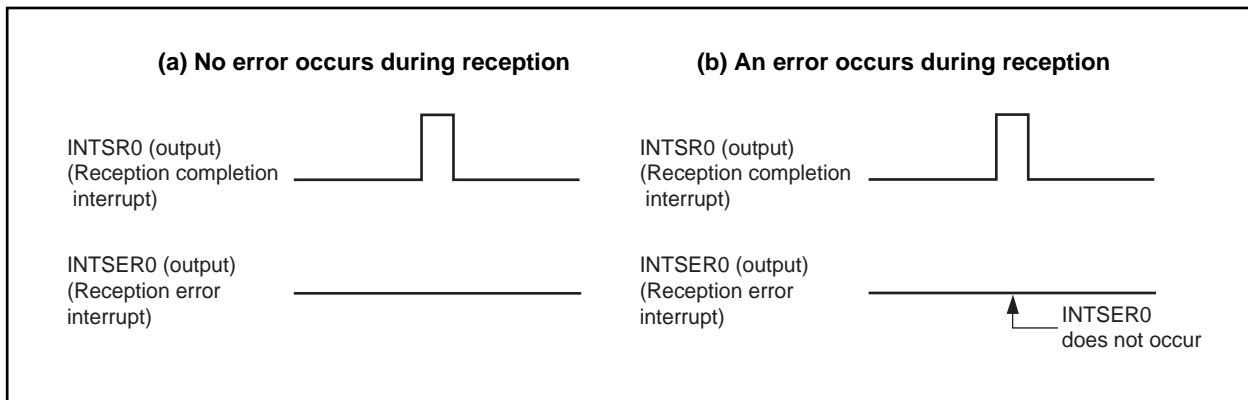 (a) No error occurs during reception
INTSR0 (output)
(Reception completion
interrupt)
INTSER0 (output)
(Reception error
interrupt)
(b) An error occurs during reception
INTSR0 (output)
(Reception completion
interrupt)
INTSER0 (output)
(Reception error
interrupt)
INTSER0
does not occur